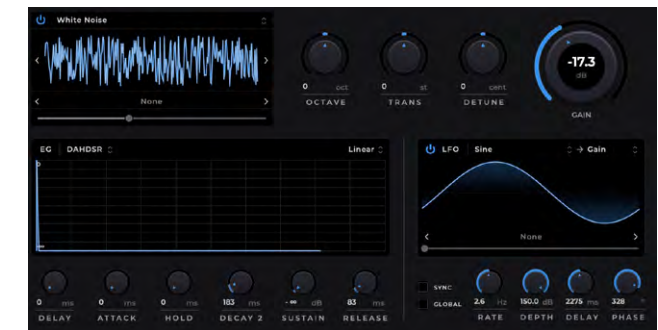 White Noise
None
0 oct
OCTAVE
0 st
TRANS
0 cent
DETUNE
-17.3
dB
GAIN
EG DAHDSR Linear
LFO Sine → Gain
None
SYNC
GLOBAL
0 ms
DELAY
0 ms
ATTACK
0 ms
HOLD
183 ms
DECAY 2
-∞ dB
SUSTAIN
83 ms
RELEASE
2.6 Hz
RATE
150.0 dB
DEPTH
2275 ms
DELAY
328 °
PHASE